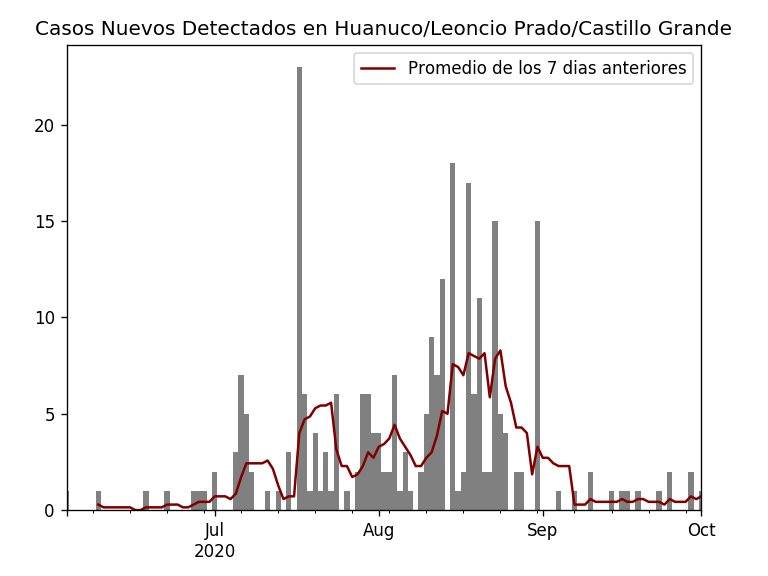 Casos Nuevos Detectados en Huanuco/Leoncio Prado/Castillo Grande
Promedio de los 7 dias anteriores
20
15
10
5
0
Jul Aug Sep Oct
2020